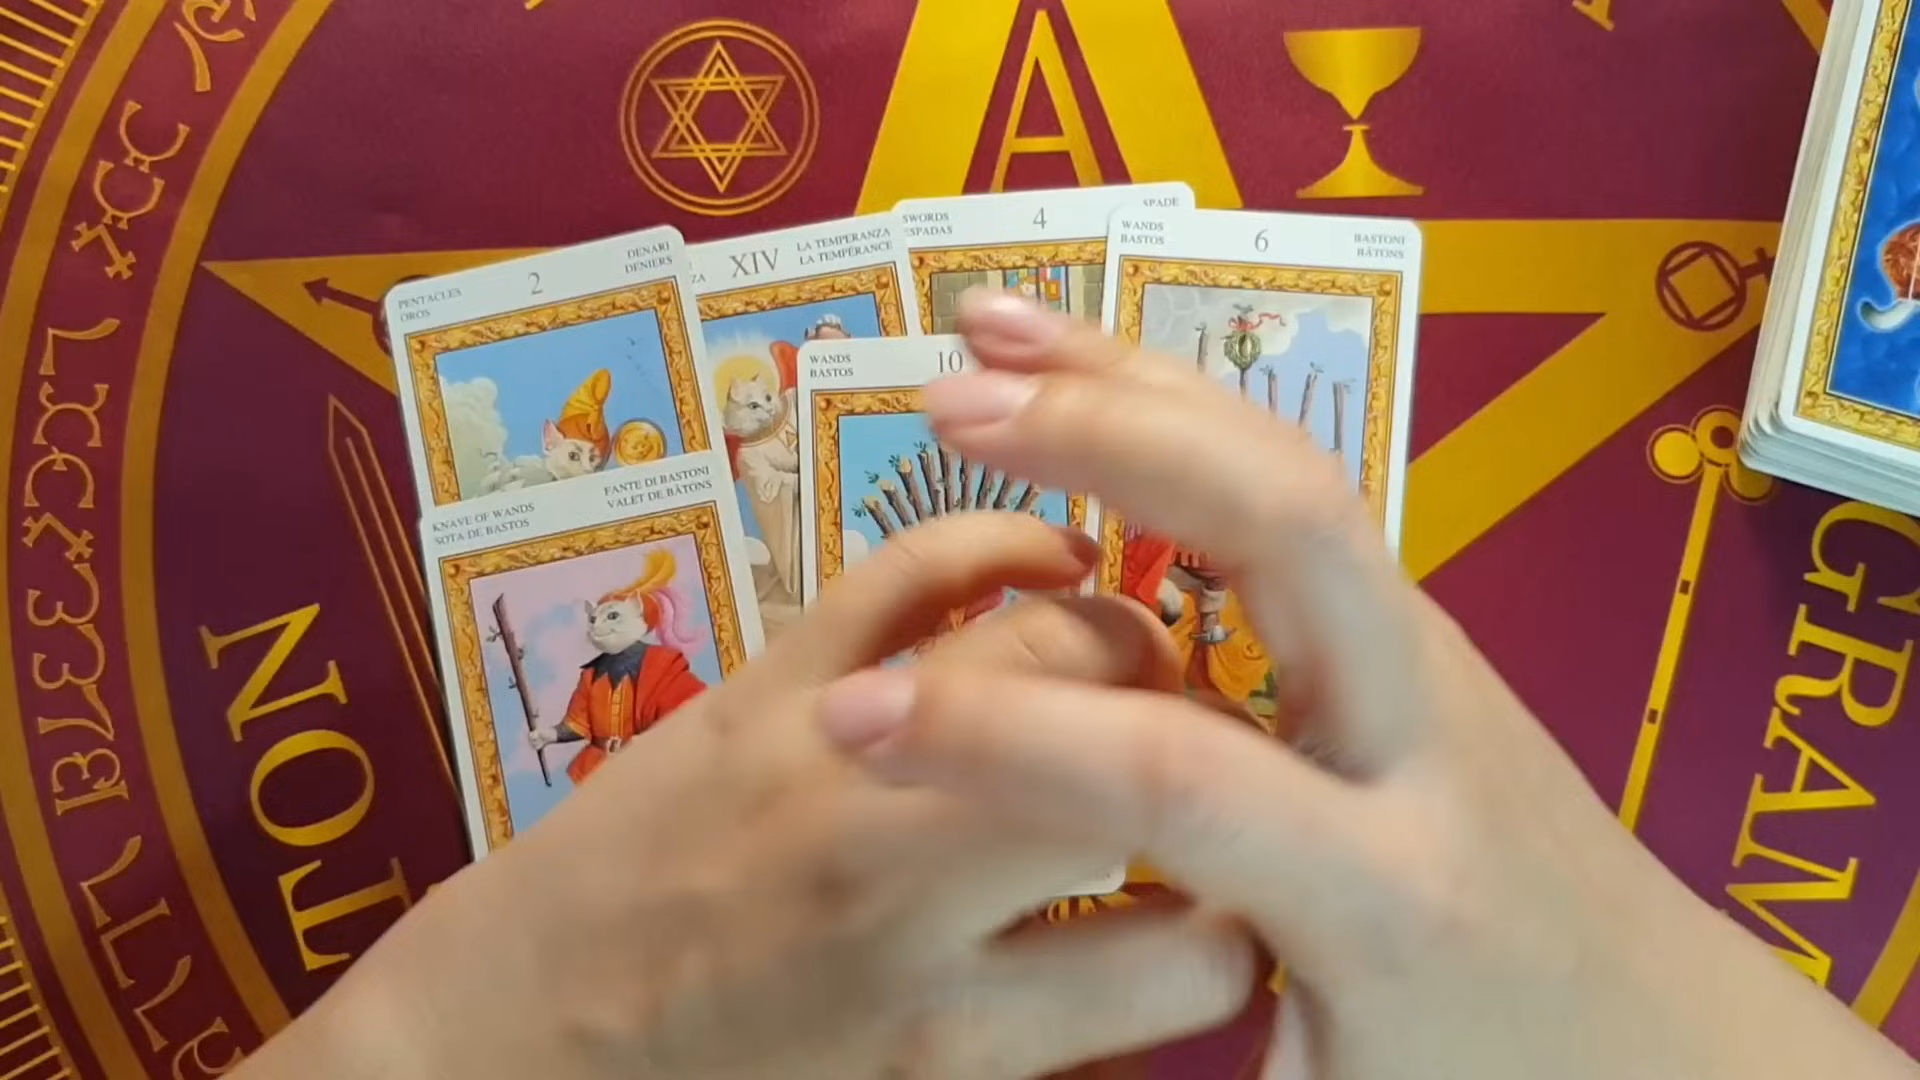 A
2
DENARI
DENIERS
PENTACLES
OROS
XIV
LA TEMPERANZA
LA TEMPÉRANCE
ZA
SWORDS
ESPADAS
4
SPADE
WANDS
BASTOS
6
BASTONI
BÂTONS
WANDS
BASTOS
10
KNAVE OF WANDS
SOTA DE BASTOS
FANTE DI BASTONI
VALET DE BÂTONS
NOT
GRAM